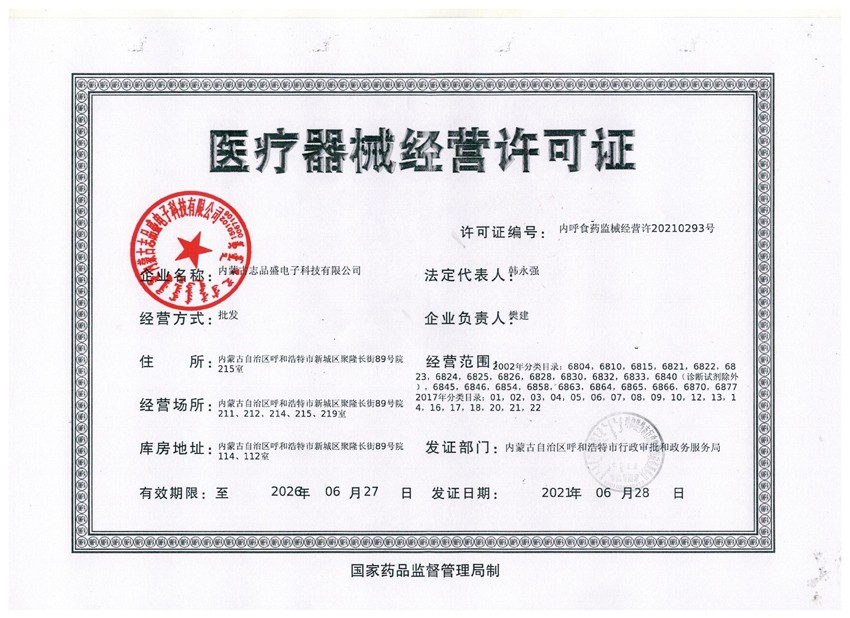 医疗器械经营许可证
许可证编号： 内呼食药监械经营许20210293号
企业名称：内蒙古志品盛电子科技有限公司
法定代表人：韩永强
经营方式：批发
企业负责人：樊建
住 所：内蒙古自治区呼和浩特市新城区聚隆长街89号院
215室
经营范围：2002年分类目录：6804，6810，6815，6821，6822，68
23，6824，6825，6826，6828，6830，6832，6833，6840（诊断试剂除外
），6845，6846，6854，6858，6863，6864，6865，6866，6870，6877
2017年分类目录：01，02，03，04，05，06，07，08，09，10，12，13，1
4，16，17，18，20，21，22
经营场所：内蒙古自治区呼和浩特市新城区聚隆长街89号院
211、212、214、215、219室
库房地址：内蒙古自治区呼和浩特市新城区聚隆长街89号院
114、112室
发证部门：内蒙古自治区呼和浩特市行政审批和政务服务局
有效期限：至 2026年 06 月27 日
发证日期： 2021年 06 月28 日
国家药品监督管理局制
内蒙古志品盛电子科技有限公司